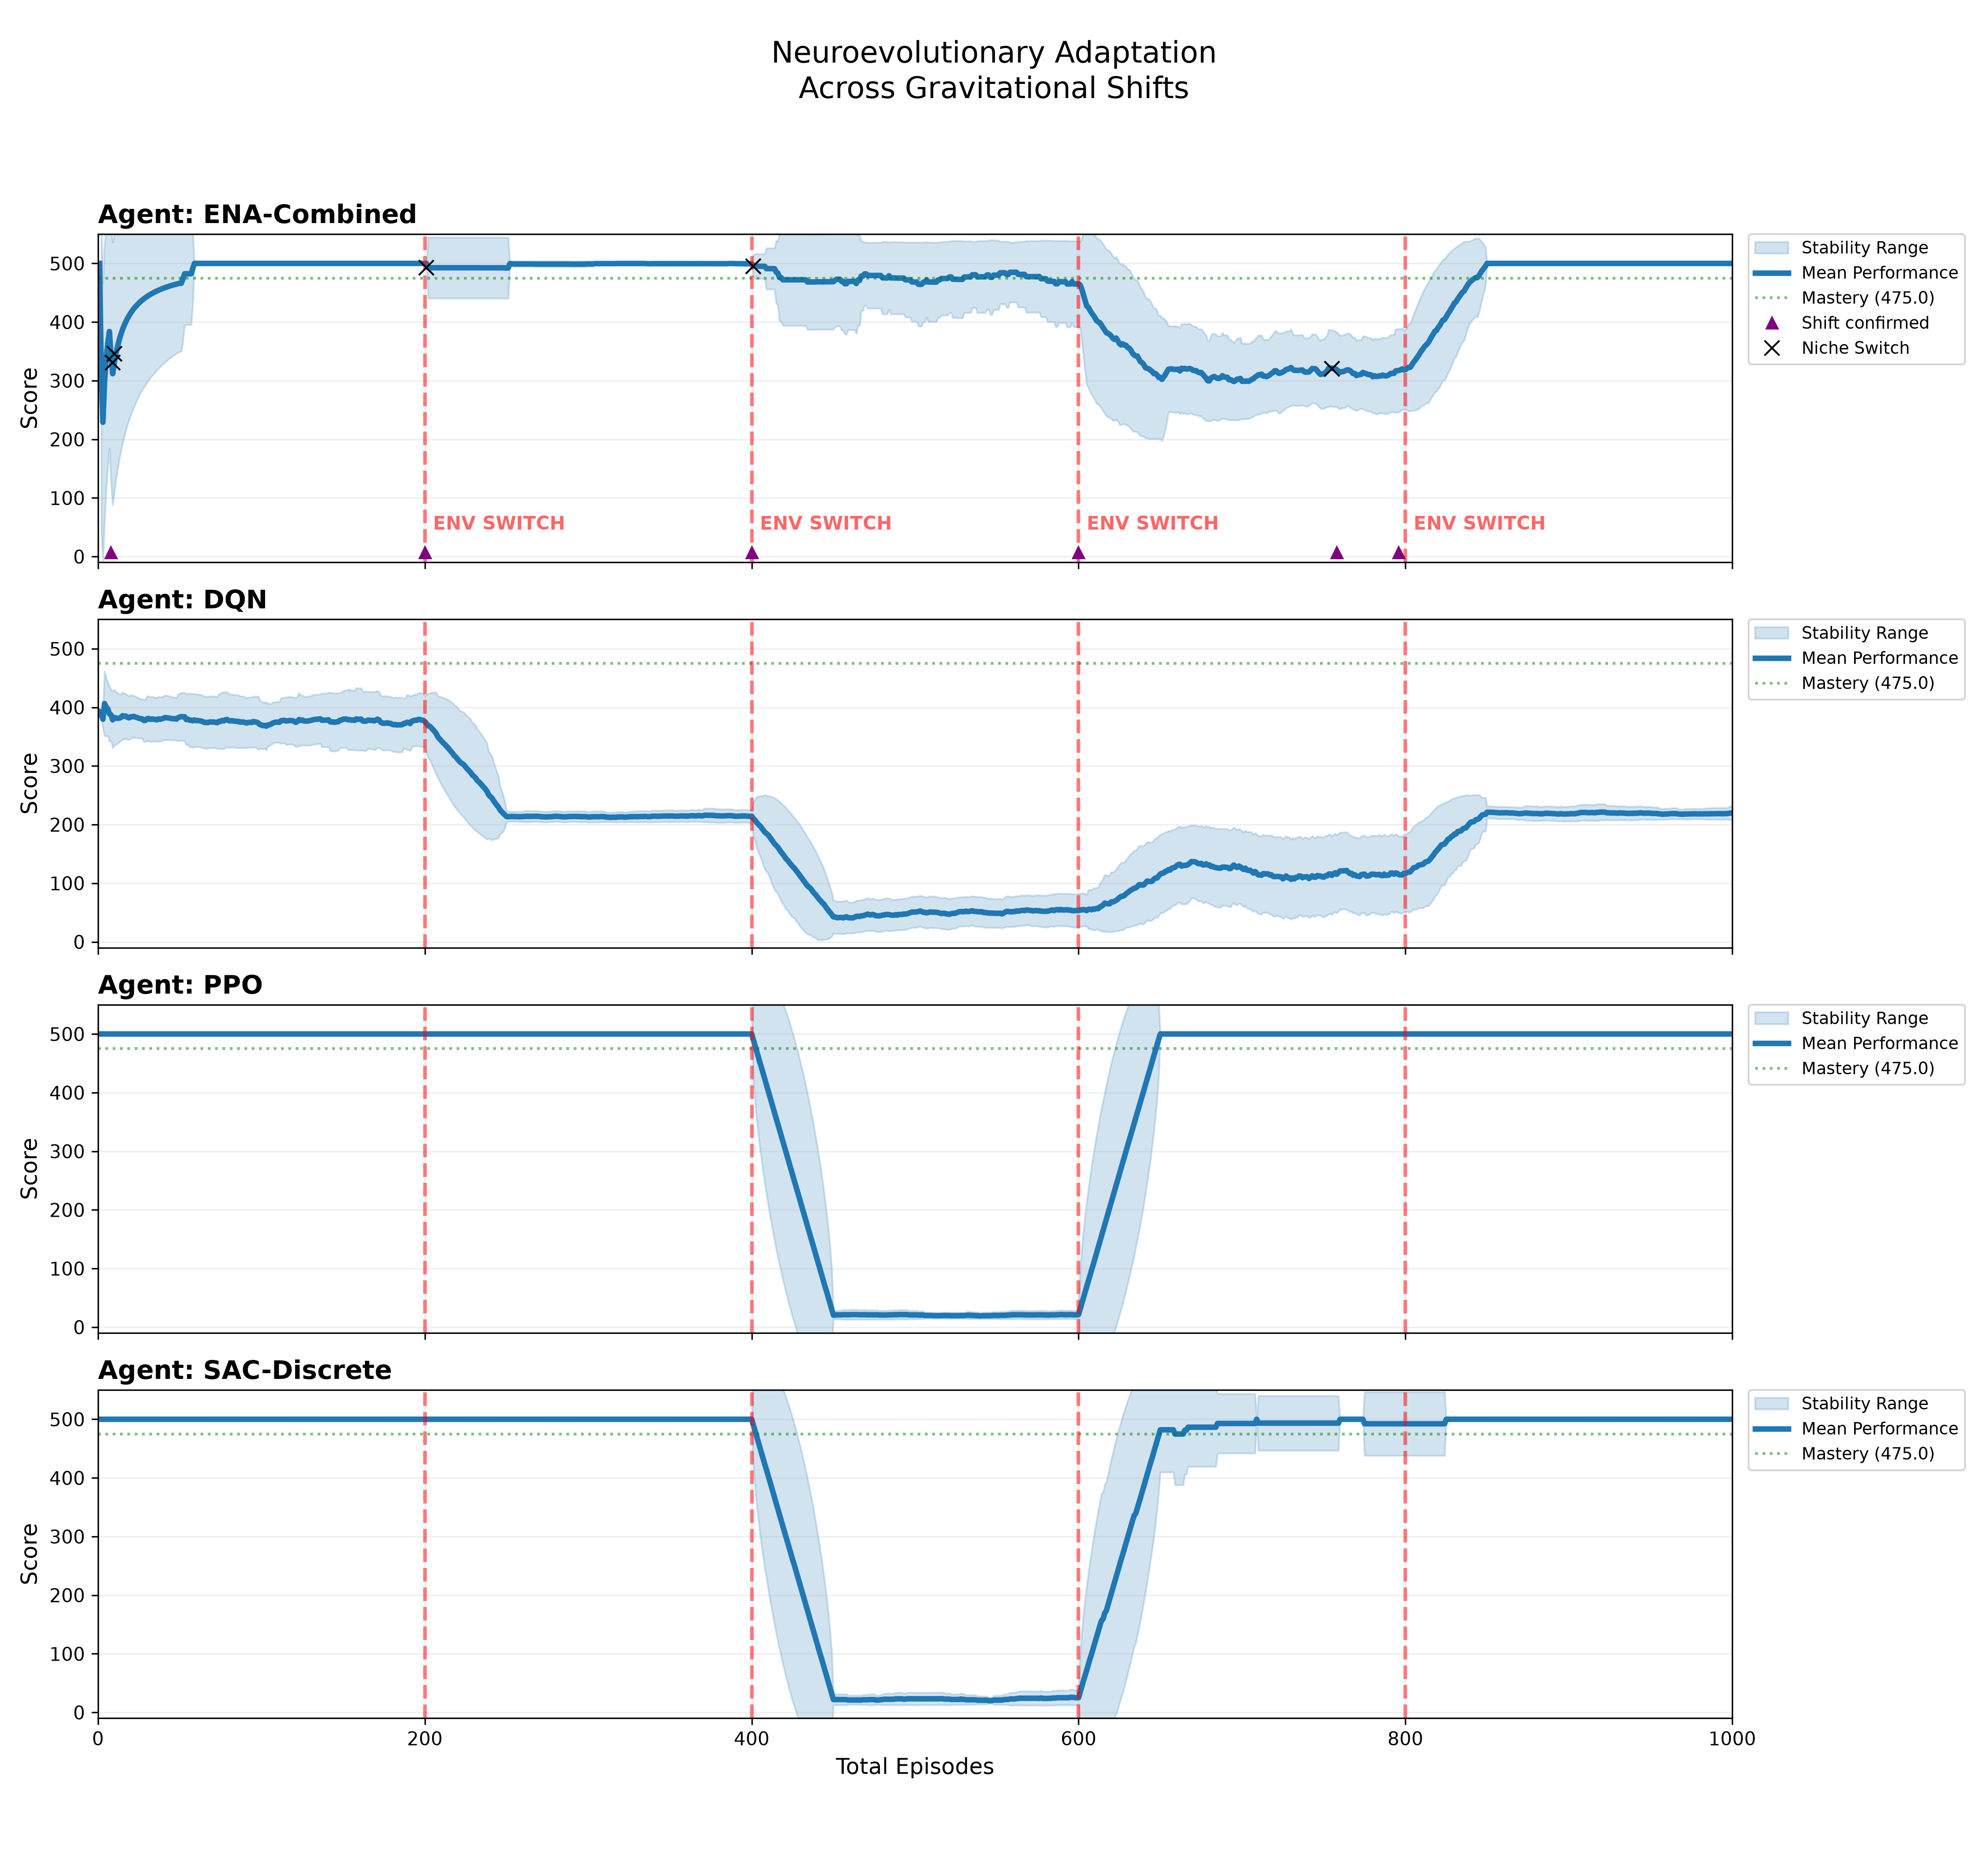 Neuroevolutionary Adaptation
Across Gravitational Shifts
Agent: ENA-Combined
Score
500
400
300
200
100
0
ENV SWITCH
ENV SWITCH
ENV SWITCH
ENV SWITCH
Stability Range
Mean Performance
Mastery (475.0)
Shift confirmed
Niche Switch
Agent: DQN
Score
500
400
300
200
100
0
Stability Range
Mean Performance
Mastery (475.0)
Agent: PPO
Score
500
400
300
200
100
0
Stability Range
Mean Performance
Mastery (475.0)
Agent: SAC-Discrete
Score
500
400
300
200
100
0
Stability Range
Mean Performance
Mastery (475.0)
0 200 400 600 800 1000
Total Episodes